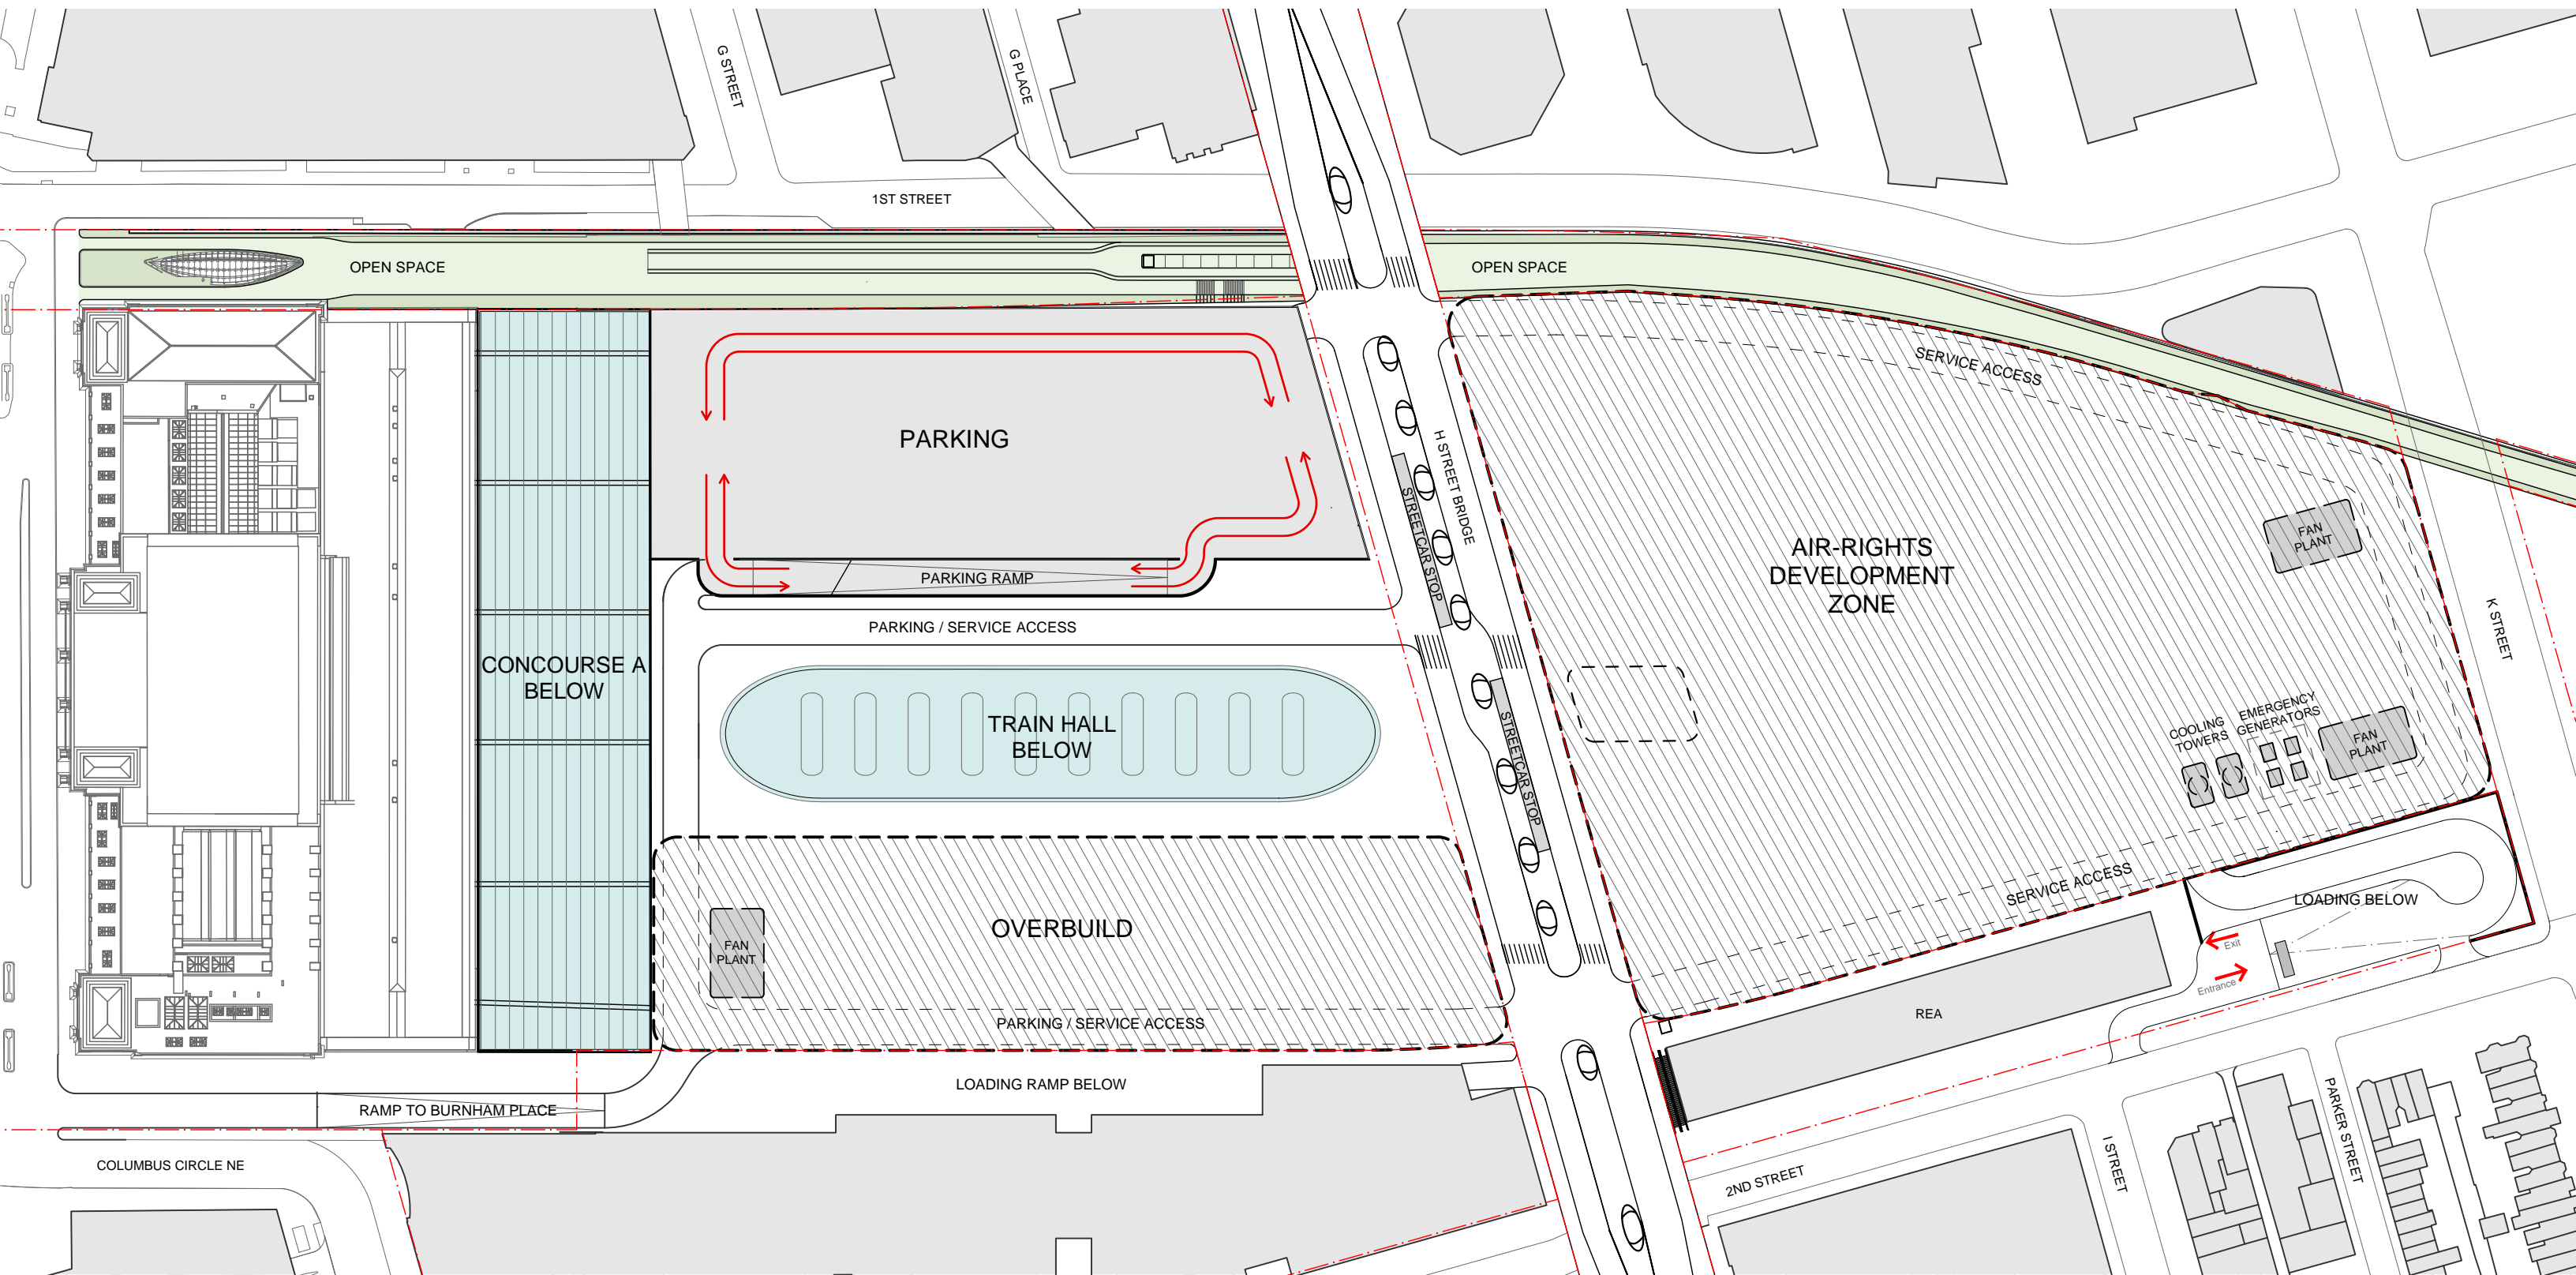 G STREET
G PLACE
1ST STREET
OPEN SPACE
OPEN SPACE
SERVICE ACCESS
PARKING
H STREET BRIDGE
STREETCAR STOP
FAN
PLANT
AIR-RIGHTS
DEVELOPMENT
ZONE
PARKING RAMP
PARKING / SERVICE ACCESS
K STREET
CONCOURSE A
BELOW
TRAIN HALL
BELOW
STREETCAR STOP
COOLING
TOWERS
EMERGENCY
GENERATORS
FAN
PLANT
SERVICE ACCESS
LOADING BELOW
OVERBUILD
FAN
PLANT
Exit
Entrance
PARKING / SERVICE ACCESS
REA
LOADING RAMP BELOW
RAMP TO BURNHAM PLACE
COLUMBUS CIRCLE NE
2ND STREET
I STREET
PARKER STREET